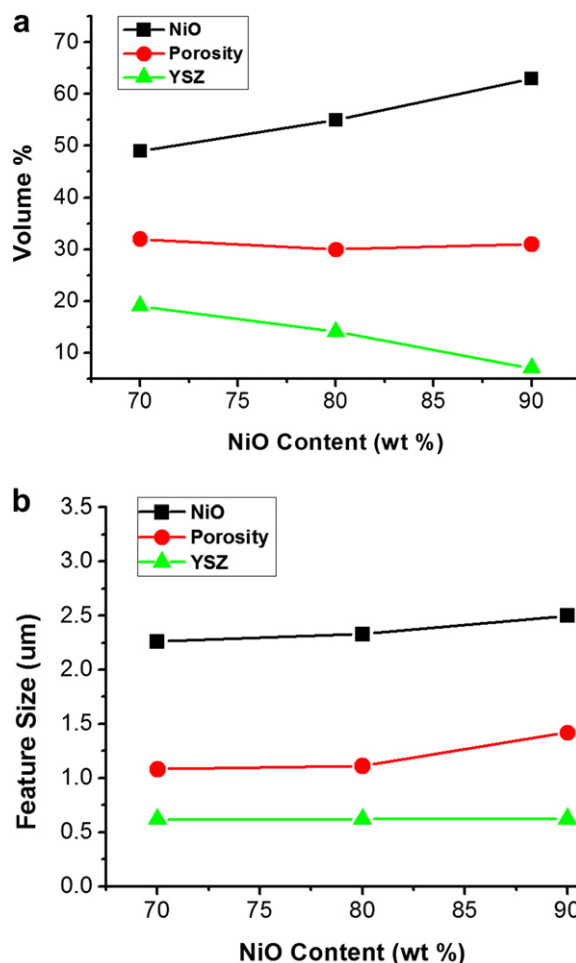 a
NiO
Porosity
YSZ
70
60
50
40
30
20
10
Volume %
70 75 80 85 90
NiO Content (wt %)
b
NiO
Porosity
YSZ
3.5
3.0
2.5
2.0
1.5
1.0
0.5
0.0
Feature Size (um)
70 75 80 85 90
NiO Content (wt %)